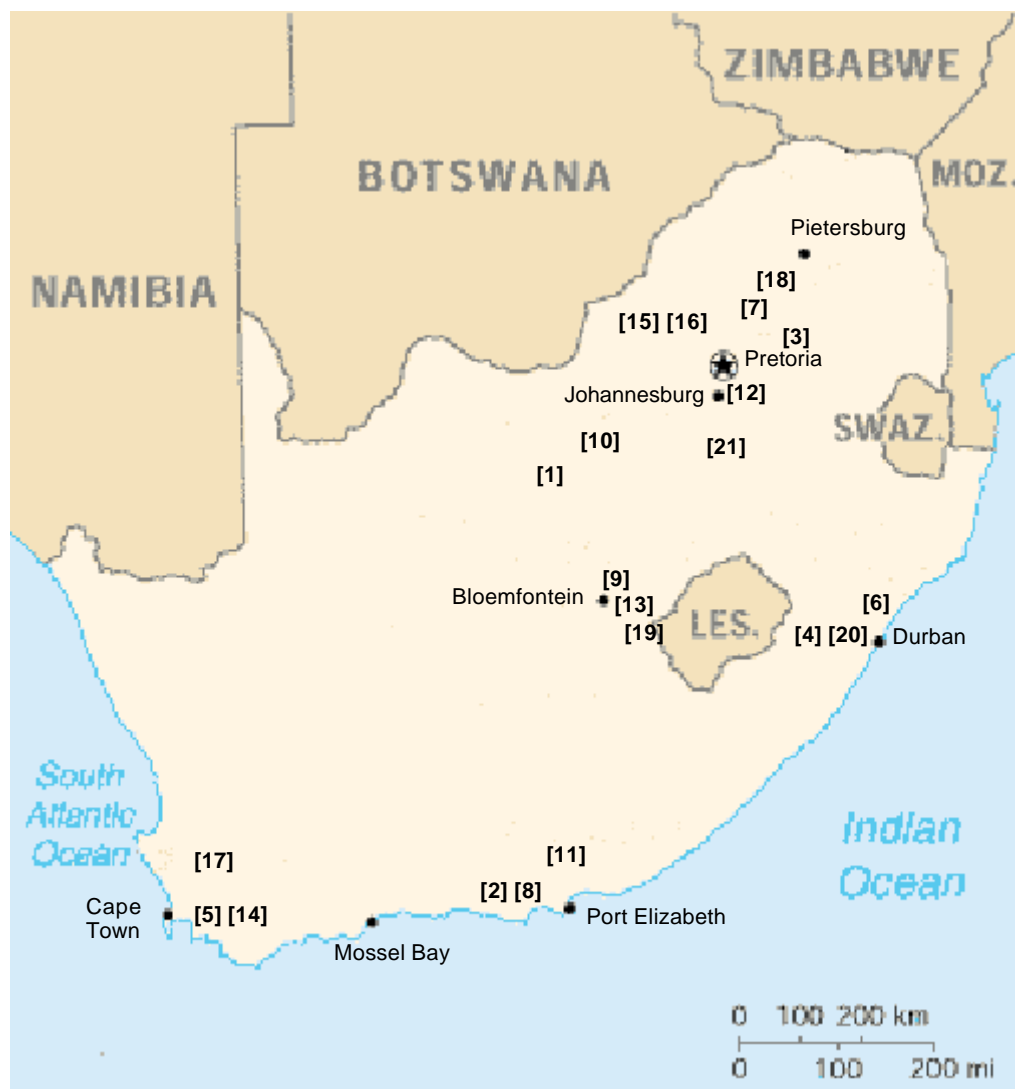 ZIMBABWE
BOTSWANA
MOZ.
Pietersburg
NAMIBIA
[18]
[7]
[15] [16]
[3]
Pretoria
Johannesburg
[12]
SWAZ.
[10]
[21]
[1]
[9]
Bloemfontein
[13]
[6]
LES.
[19]
[4] [20]
Durban
South
Atlantic
Ocean
Indian
Ocean
[17]
[11]
[2] [8]
Cape
Town
[5] [14]
Port Elizabeth
Mossel Bay
0 100 200 km
0 100 200 mi